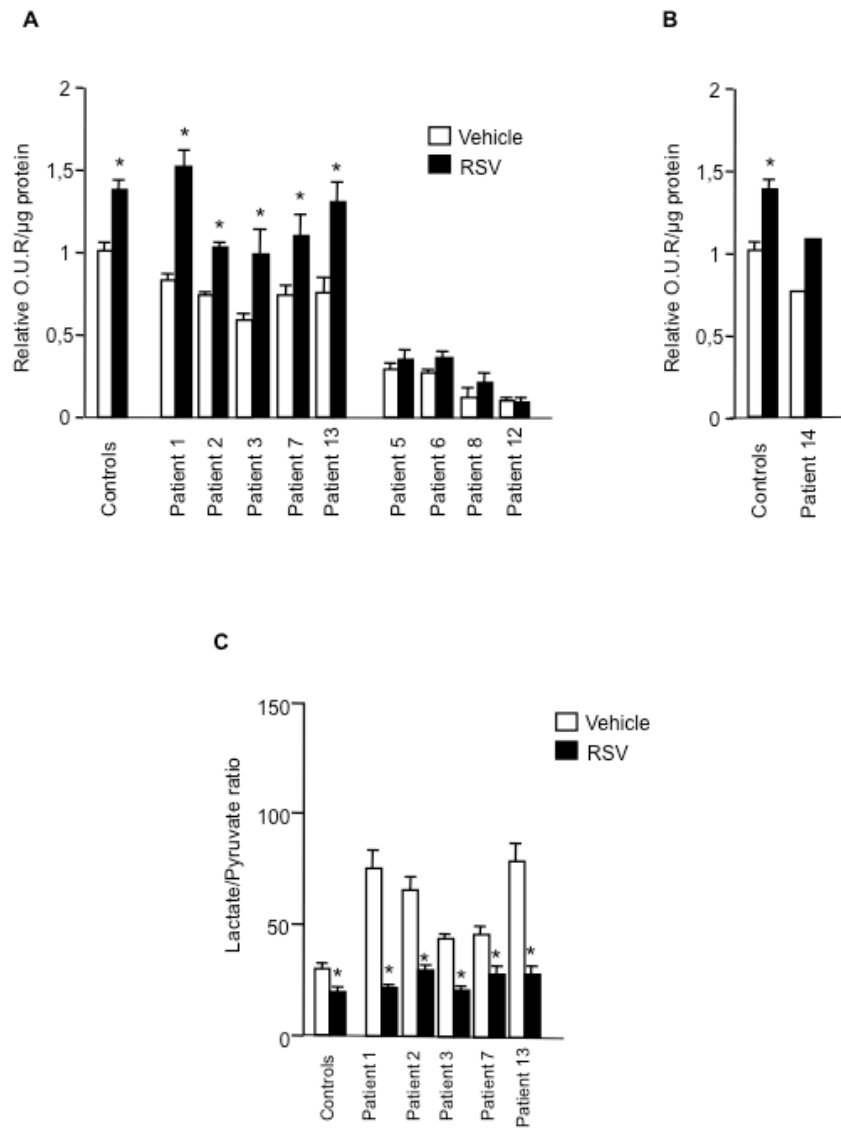 A
Relative O.U.R/µg protein
2
1,5
1
0,5
0
*
*
*
*
*
*
Vehicle
RSV
Controls
Patient 1
Patient 2
Patient 3
Patient 7
Patient 13
Patient 5
Patient 6
Patient 8
Patient 12
B
Relative O.U.R/µg protein
2
1,5
1
0,5
0
*
Controls
Patient 14
C
Lactate/Pyruvate ratio
150
100
50
0
*
*
*
*
*
*
Vehicle
RSV
Controls
Patient 1
Patient 2
Patient 3
Patient 7
Patient 13